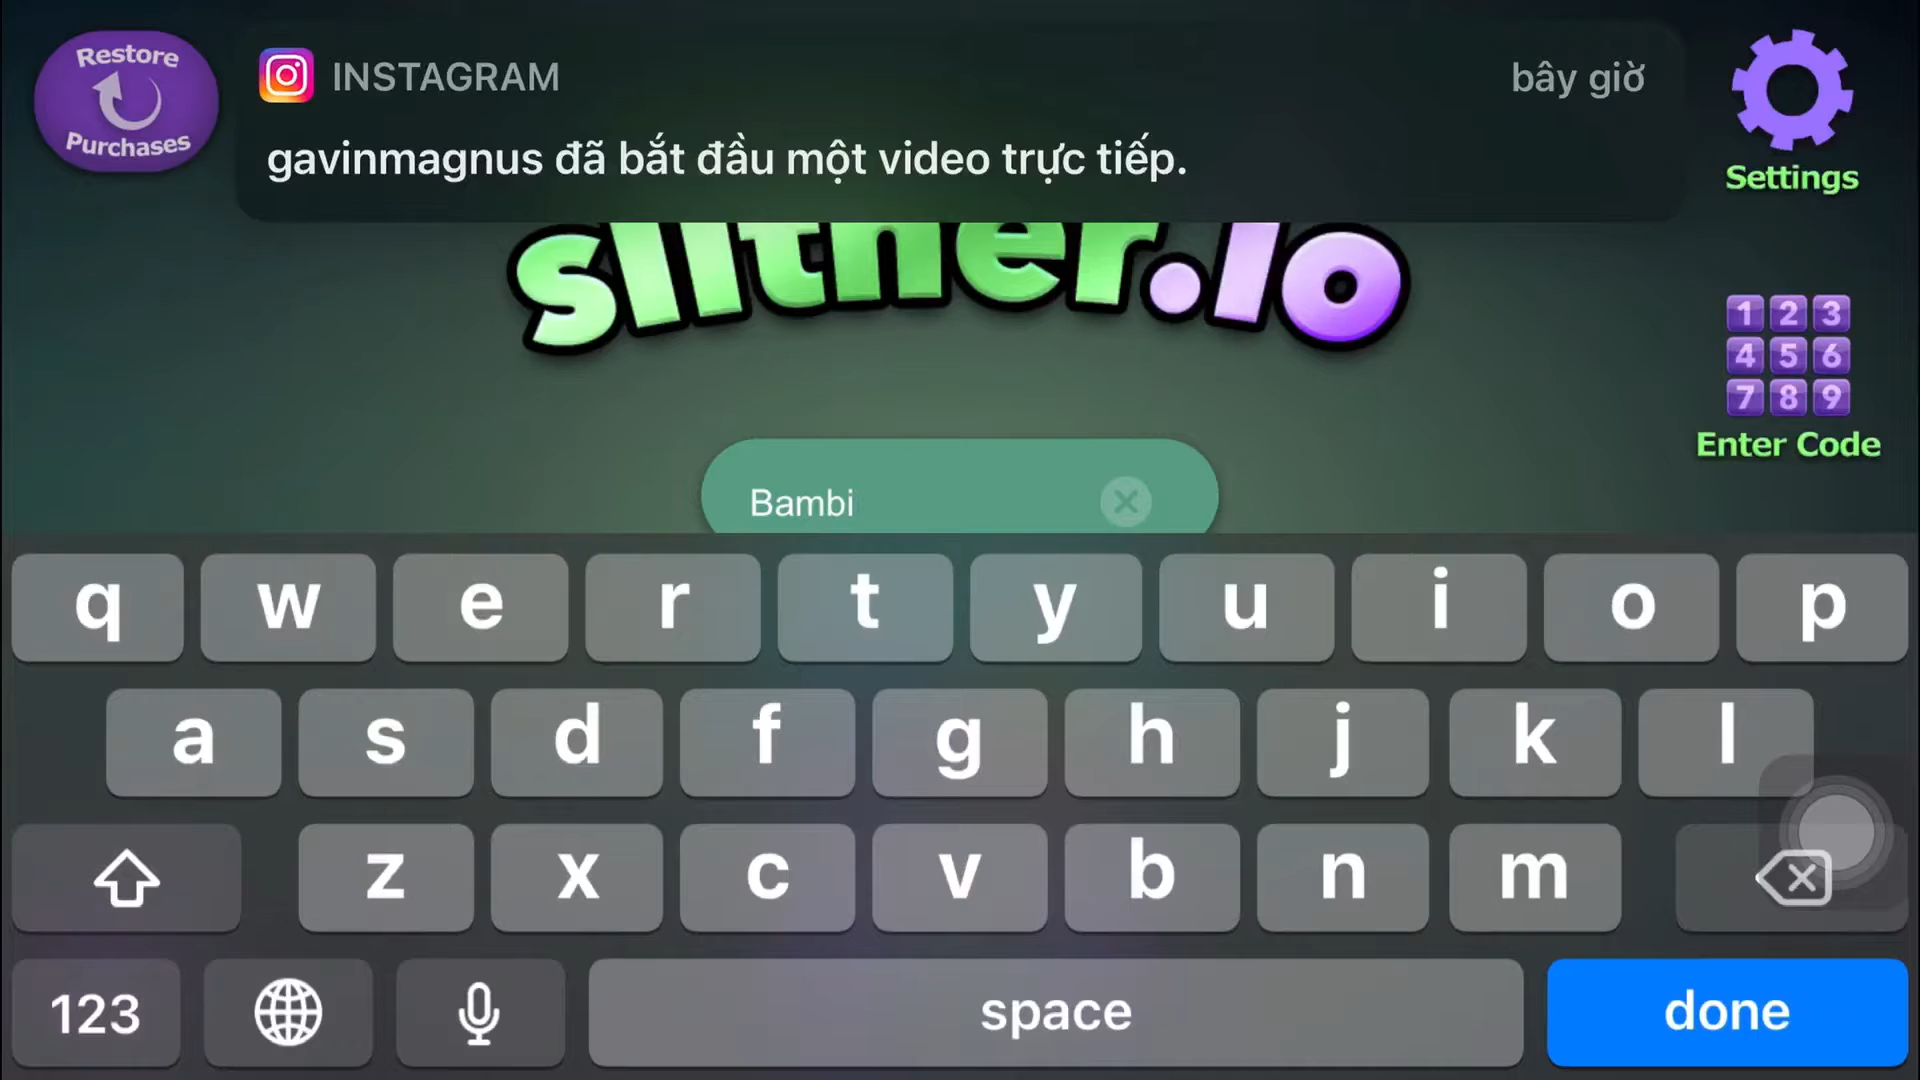 Restore
Purchases
INSTAGRAM
bây giờ
gavinmagnus đã bắt đầu một video trực tiếp.
Settings
slither.io
1 2 3
4 5 6
7 8 9
Enter Code
Bambi
q w e r t y u i o p
a s d f g h j k l
z x c v b n m
123
space
done